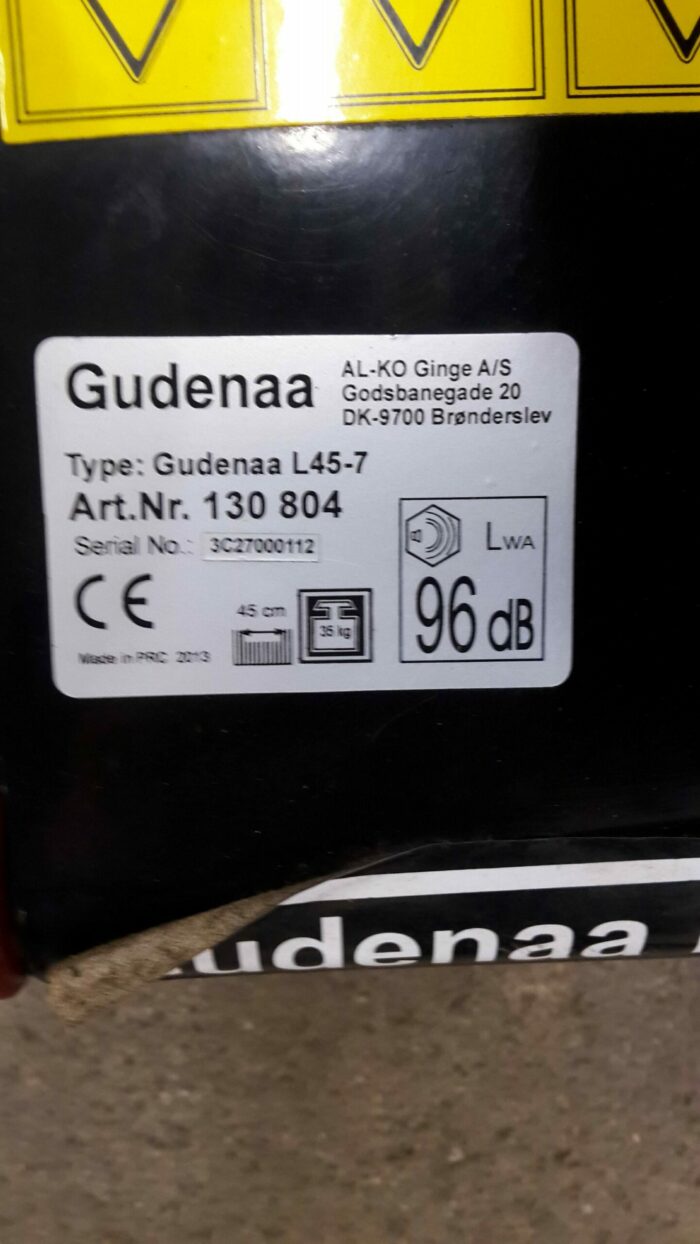 Gudenaa
AL-KO Ginge A/S
Godsbanegade 20
DK-9700 Brønderslev
Type: Gudenaa L45-7
Art.Nr. 130 804
Serial No.: 3C27000112
CE
Made in PRC 2013
45 cm
35 kg
LWA
96 dB
Gudenaa